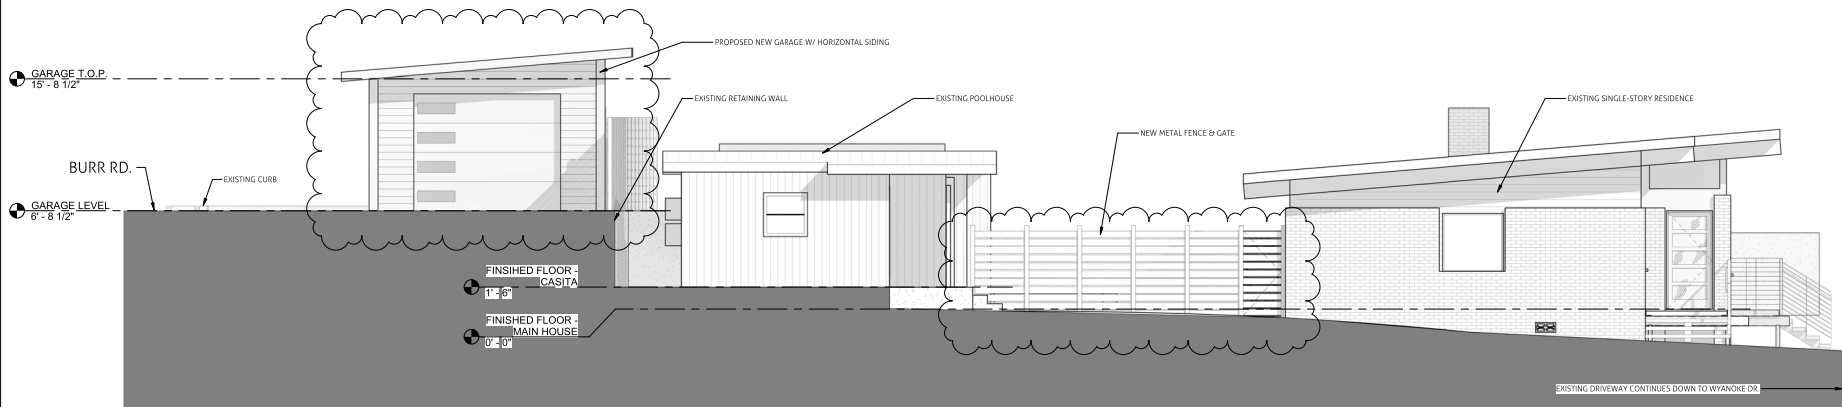 PROPOSED NEW GARAGE W/ HORIZONTAL SIDING
GARAGE T.O.P.
15' - 8 1/2"
EXISTING RETAINING WALL
EXISTING POOLHOUSE
EXISTING SINGLE-STORY RESIDENCE
NEW METAL FENCE & GATE
BURR RD.
EXISTING CURB
GARAGE LEVEL
6' - 8 1/2"
FINSIHED FLOOR -
CASITA
1' - 6"
FINISHED FLOOR -
MAIN HOUSE
0' - 0"
EXISTING DRIVEWAY CONTINUES DOWN TO WYANOKE DR.